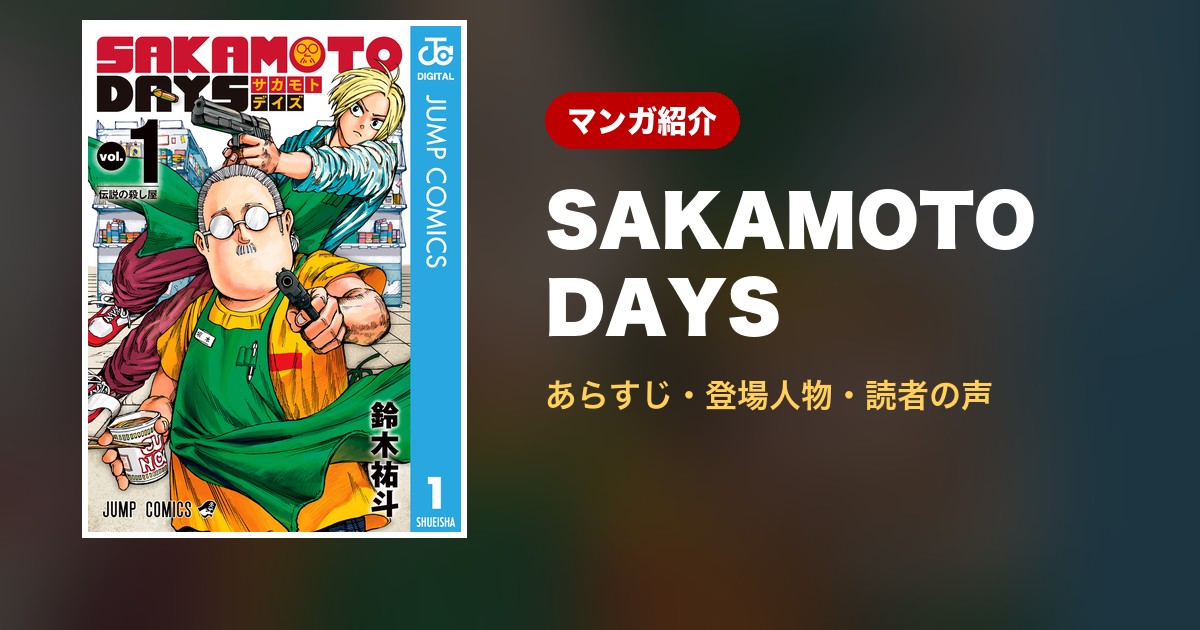 SAKAMOTO
DAYS
サカモト
デイズ
vol.1
伝説の殺し屋
鈴木祐斗
JUMP COMICS
DIGITAL
JUMP COMICS
1
SHUEISHA
マンガ紹介
SAKAMOTO
DAYS
あらすじ・登場人物・読者の声